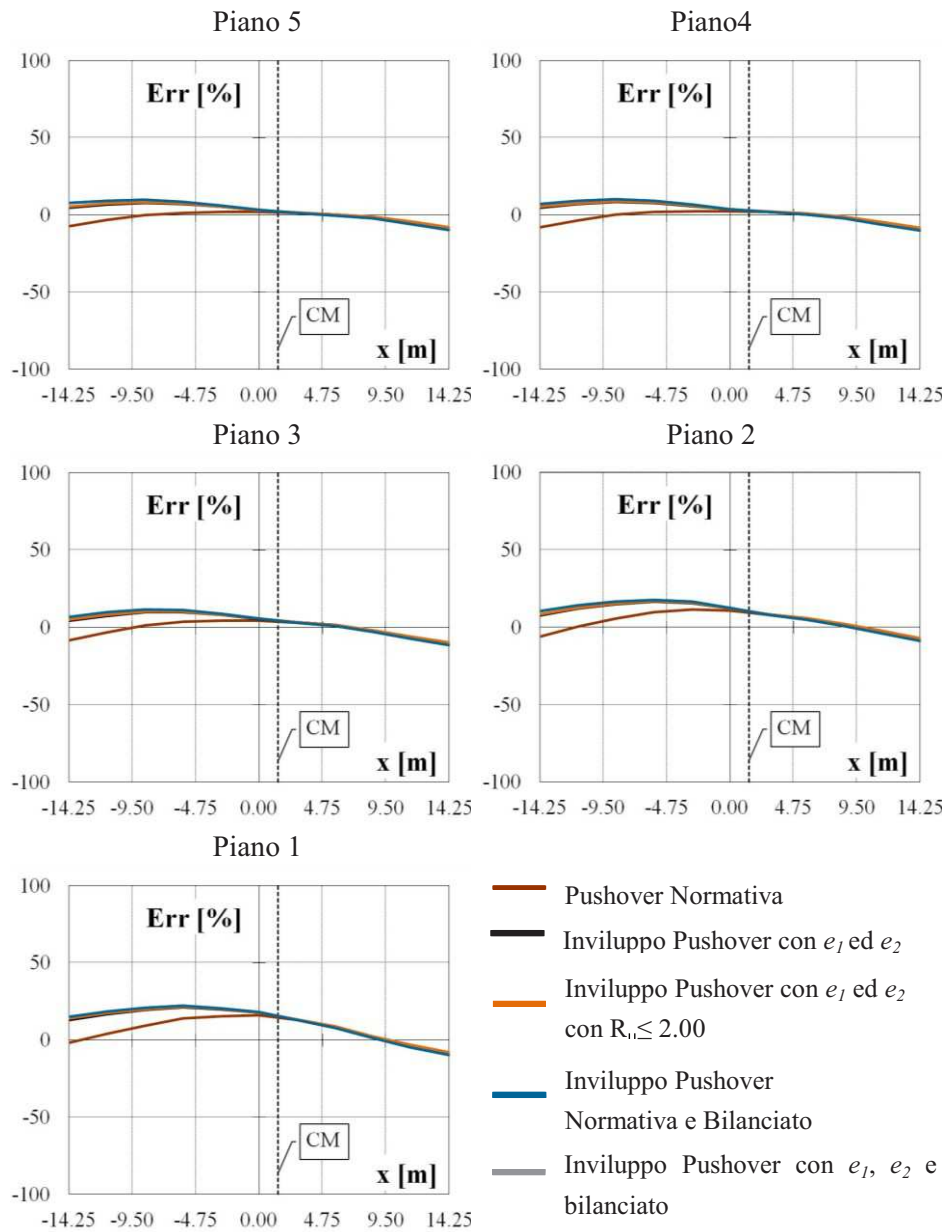 Piano 5
100
Err [%]
50
0
-50
CM
x [m]
-100
-14.25 -9.50 -4.75 0.00 4.75 9.50 14.25
Piano4
100
Err [%]
50
0
-50
CM
x [m]
-100
-14.25 -9.50 -4.75 0.00 4.75 9.50 14.25
Piano 3
100
Err [%]
50
0
-50
CM
x [m]
-100
-14.25 -9.50 -4.75 0.00 4.75 9.50 14.25
Piano 2
100
Err [%]
50
0
-50
CM
x [m]
-100
-14.25 -9.50 -4.75 0.00 4.75 9.50 14.25
Piano 1
100
Err [%]
50
0
-50
CM
x [m]
-100
-14.25 -9.50 -4.75 0.00 4.75 9.50 14.25
Pushover Normativa
Inviluppo Pushover con e1 ed e2
Inviluppo Pushover con e1 ed e2
con R ≤ 2.00
Inviluppo Pushover
Normativa e Bilanciato
Inviluppo Pushover con e1, e2 e
bilanciato